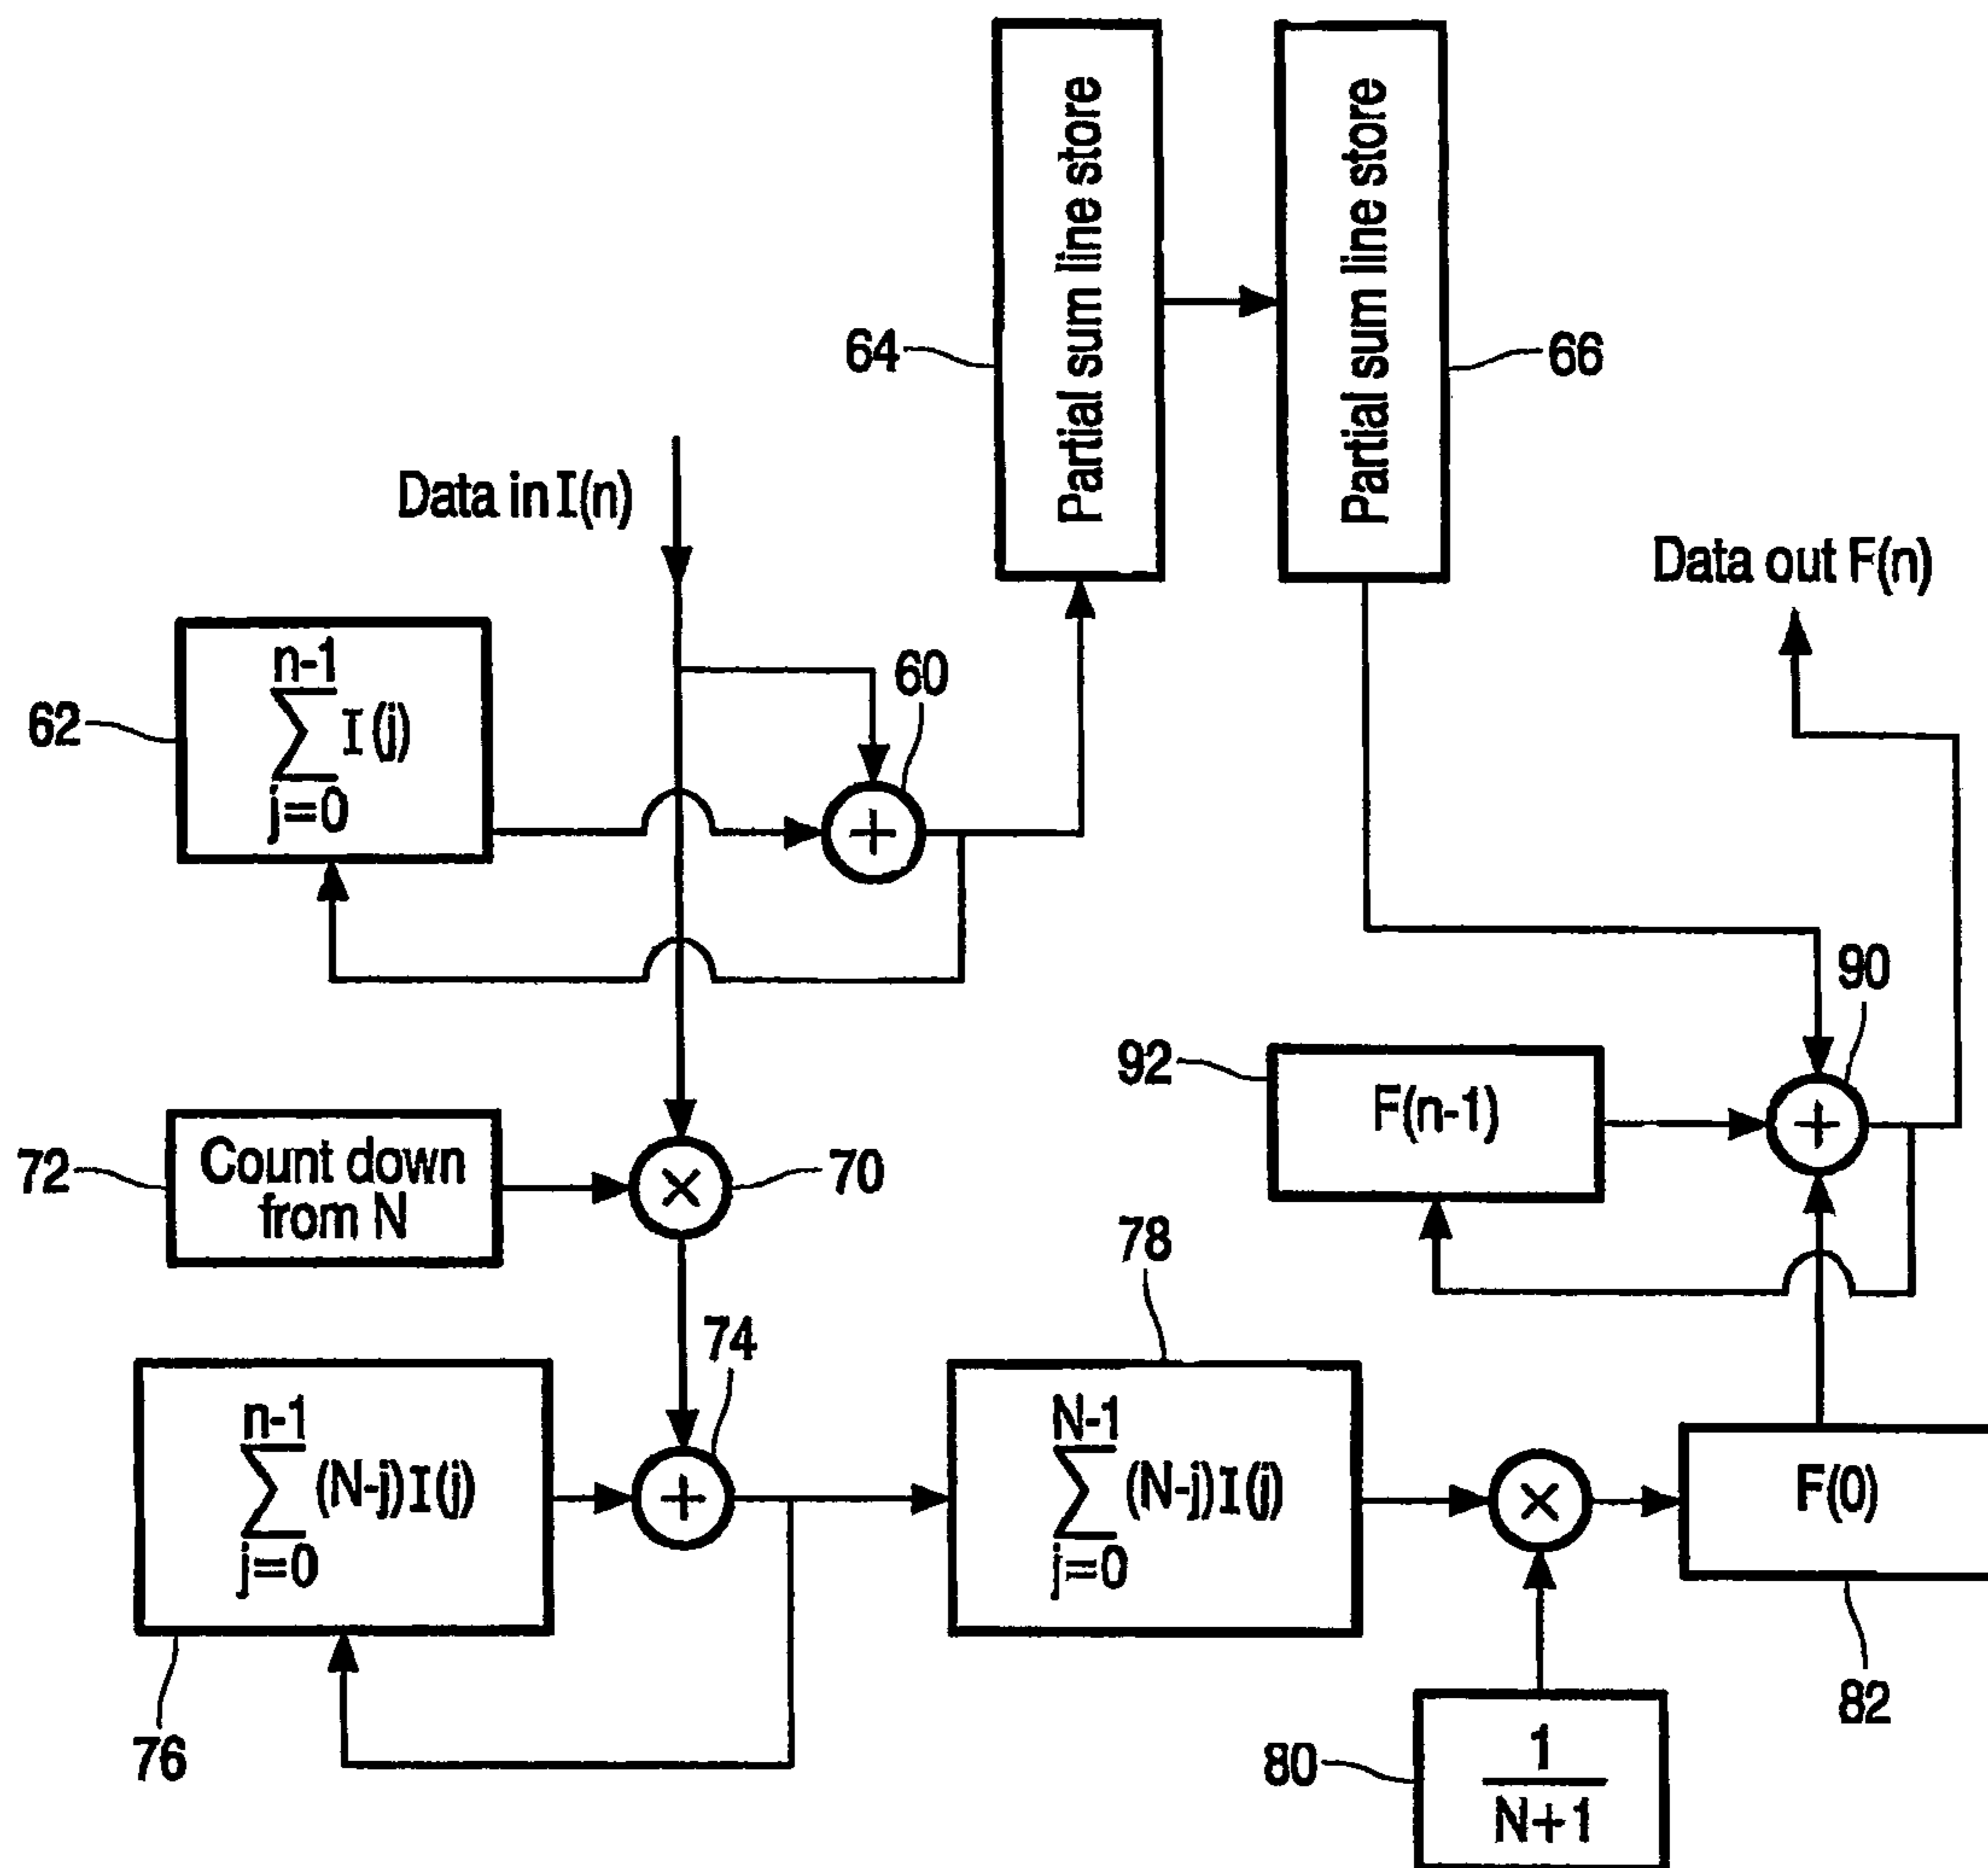 Partial sum line store
Partial sum line store
64
66
Data in I(n)
Data out F(n)
62
n-1
∑ I(j)
j=0
60
+
90
92
F(n-1)
+
72
Count down
from N
×
70
78
74
n-1
∑ (N-j)I(j)
j=0
+
N-1
∑ (N-j)I(j)
j=0
×
F(0)
76
82
80
1
N+1